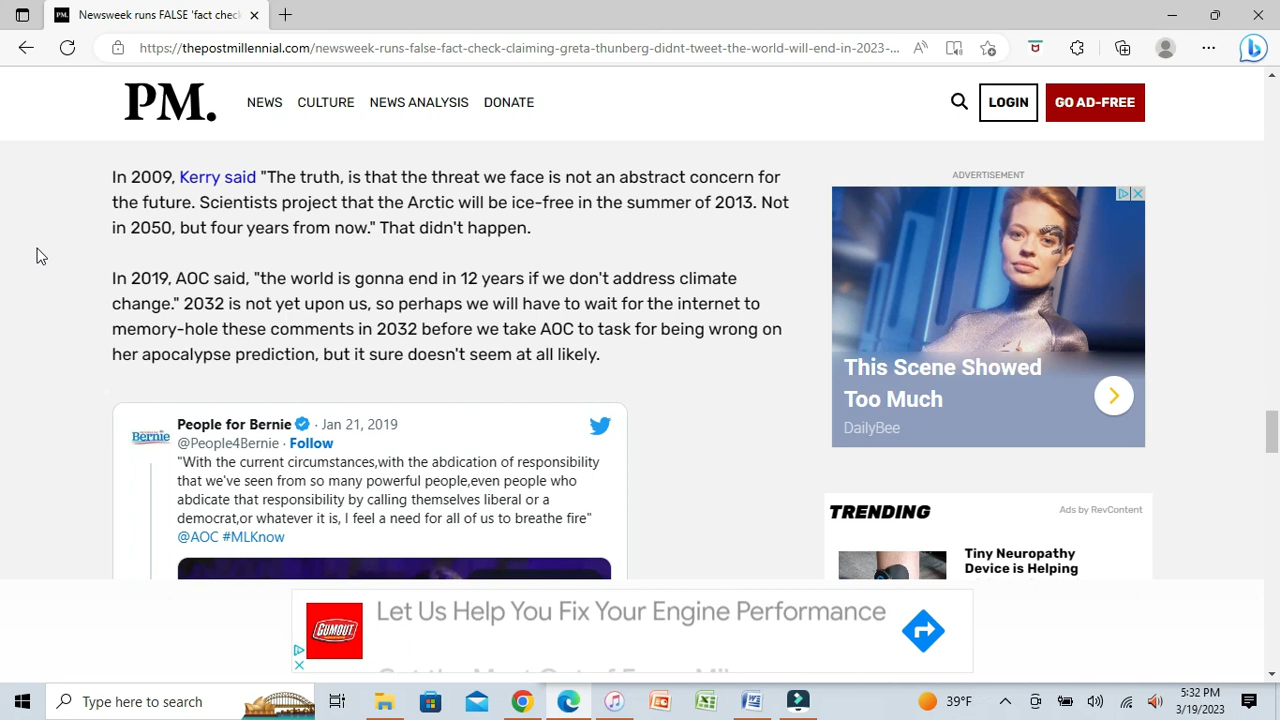 PM. Newsweek runs FALSE 'fact check
https://thepostmillennial.com/newsweek-runs-false-fact-check-claiming-greta-thunberg-didnt-tweet-the-world-will-end-in-2023-...
PM.
NEWS
CULTURE
NEWS ANALYSIS
DONATE
LOGIN
GO AD-FREE
In 2009, Kerry said "The truth, is that the threat we face is not an abstract concern for
the future. Scientists project that the Arctic will be ice-free in the summer of 2013. Not
in 2050, but four years from now." That didn't happen.
In 2019, AOC said, "the world is gonna end in 12 years if we don't address climate
change." 2032 is not yet upon us, so perhaps we will have to wait for the internet to
memory-hole these comments in 2032 before we take AOC to task for being wrong on
her apocalypse prediction, but it sure doesn't seem at all likely.
Bernie
People for Bernie · Jan 21, 2019
@People4Bernie · Follow
"With the current circumstances,with the abdication of responsibility
that we've seen from so many powerful people,even people who
abdicate that responsibility by calling themselves liberal or a
democrat,or whatever it is, I feel a need for all of us to breathe fire"
@AOC #MLKnow
ADVERTISEMENT
This Scene Showed
Too Much
DailyBee
TRENDING
Ads by RevContent
Tiny Neuropathy
Device is Helping
GUMOUT
Let Us Help You Fix Your Engine Performance
Type here to search
39°F
5:32 PM
3/19/2023